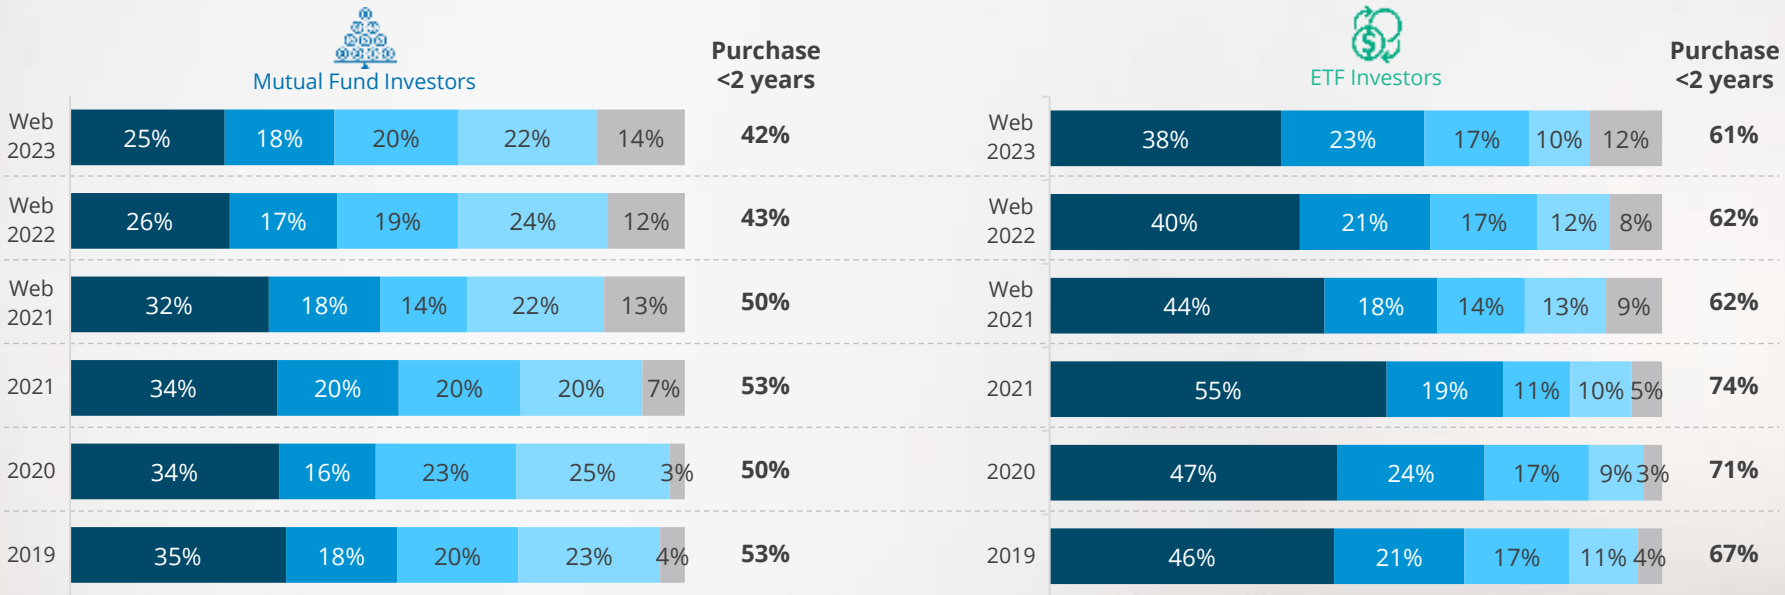 Mutual Fund Investors
Purchase
<2 years
Web
2023
25% 18% 20% 22% 14% 42%
Web
2022
26% 17% 19% 24% 12% 43%
Web
2021
32% 18% 14% 22% 13% 50%
2021 34% 20% 20% 20% 7% 53%
2020 34% 16% 23% 25% 3% 50%
2019 35% 18% 20% 23% 4% 53%
ETF Investors
Purchase
<2 years
Web
2023
38% 23% 17% 10% 12% 61%
Web
2022
40% 21% 17% 12% 8% 62%
Web
2021
44% 18% 14% 13% 9% 62%
2021 55% 19% 11% 10% 5% 74%
2020 47% 24% 17% 9% 3% 71%
2019 46% 21% 17% 11% 4% 67%